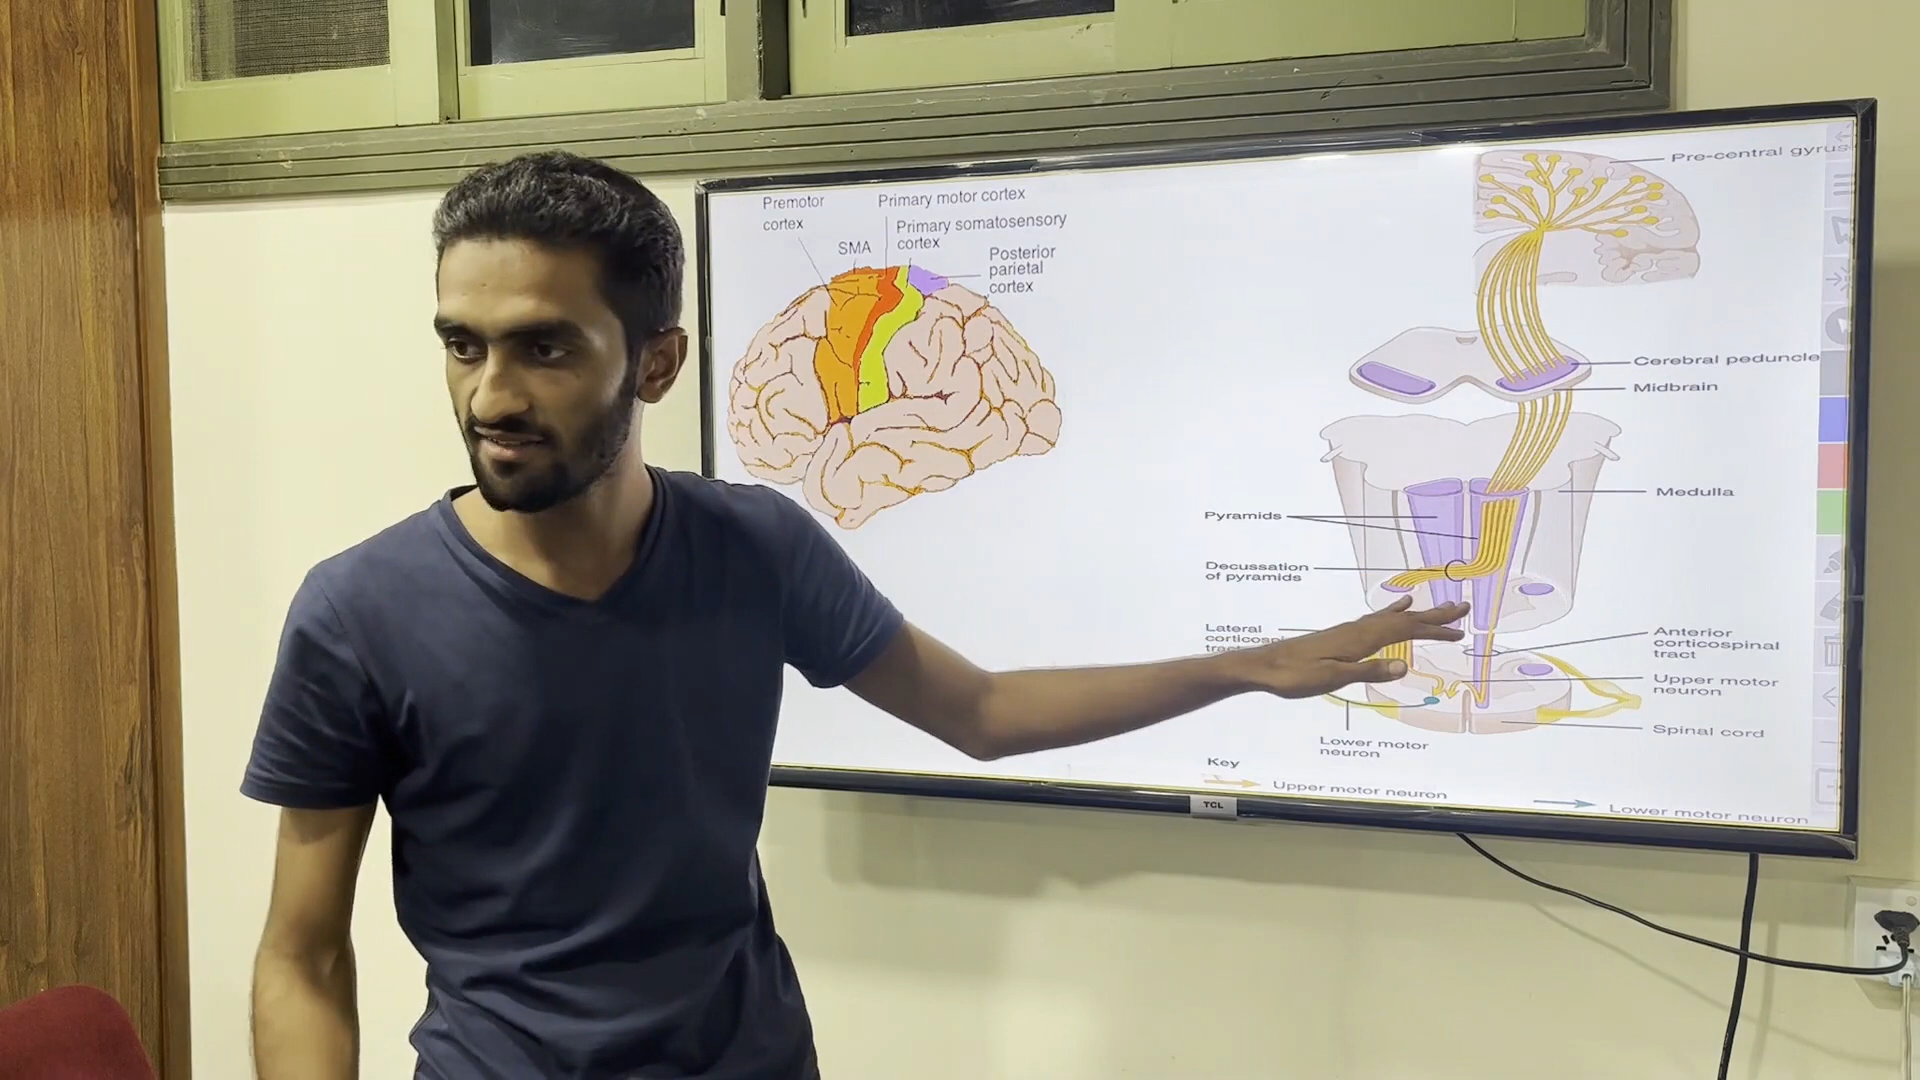 Premotor
cortex
Primary motor cortex
SMA
Primary somatosensory
cortex
Posterior
parietal
cortex
Pre-central gyrus
Cerebral peduncle
Midbrain
Medulla
Pyramids
Decussation
of pyramids
Lateral
Anterior
corticospinal
tract
Upper motor
neuron
Spinal cord
Lower motor
neuron
Key
Upper motor neuron
Lower motor neuron
TCL